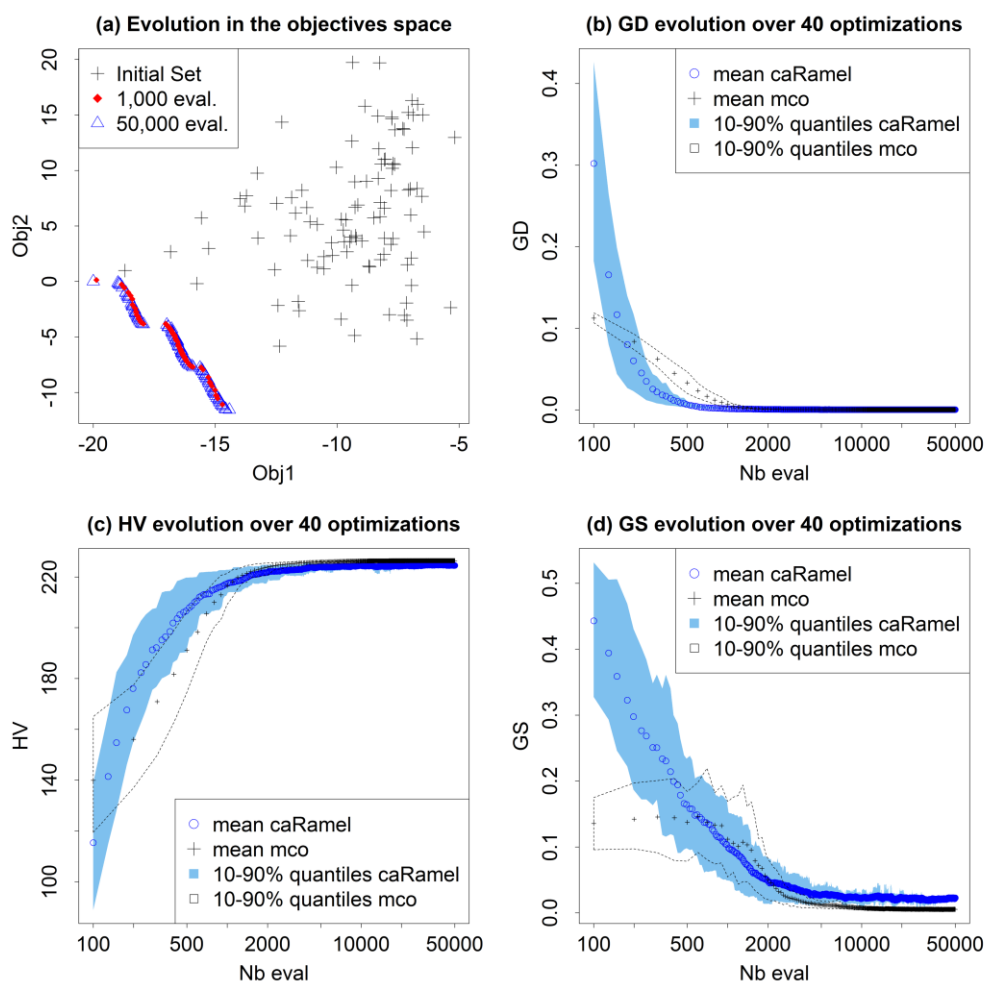 (a) Evolution in the objectives space
Initial Set
1,000 eval.
50,000 eval.
20
15
10
5
0
-5
-10
Obj2
-20
-15
-10
-5
Obj1
(b) GD evolution over 40 optimizations
mean caRamel
mean mco
10-90% quantiles caRamel
10-90% quantiles mco
0.4
0.3
0.2
0.1
0.0
GD
100
500
2000
10000
50000
Nb eval
(c) HV evolution over 40 optimizations
220
180
140
100
HV
mean caRamel
mean mco
10-90% quantiles caRamel
10-90% quantiles mco
100
500
2000
10000
50000
Nb eval
(d) GS evolution over 40 optimizations
mean caRamel
mean mco
10-90% quantiles caRamel
10-90% quantiles mco
0.5
0.4
0.3
0.2
0.1
0.0
GS
100
500
2000
10000
50000
Nb eval